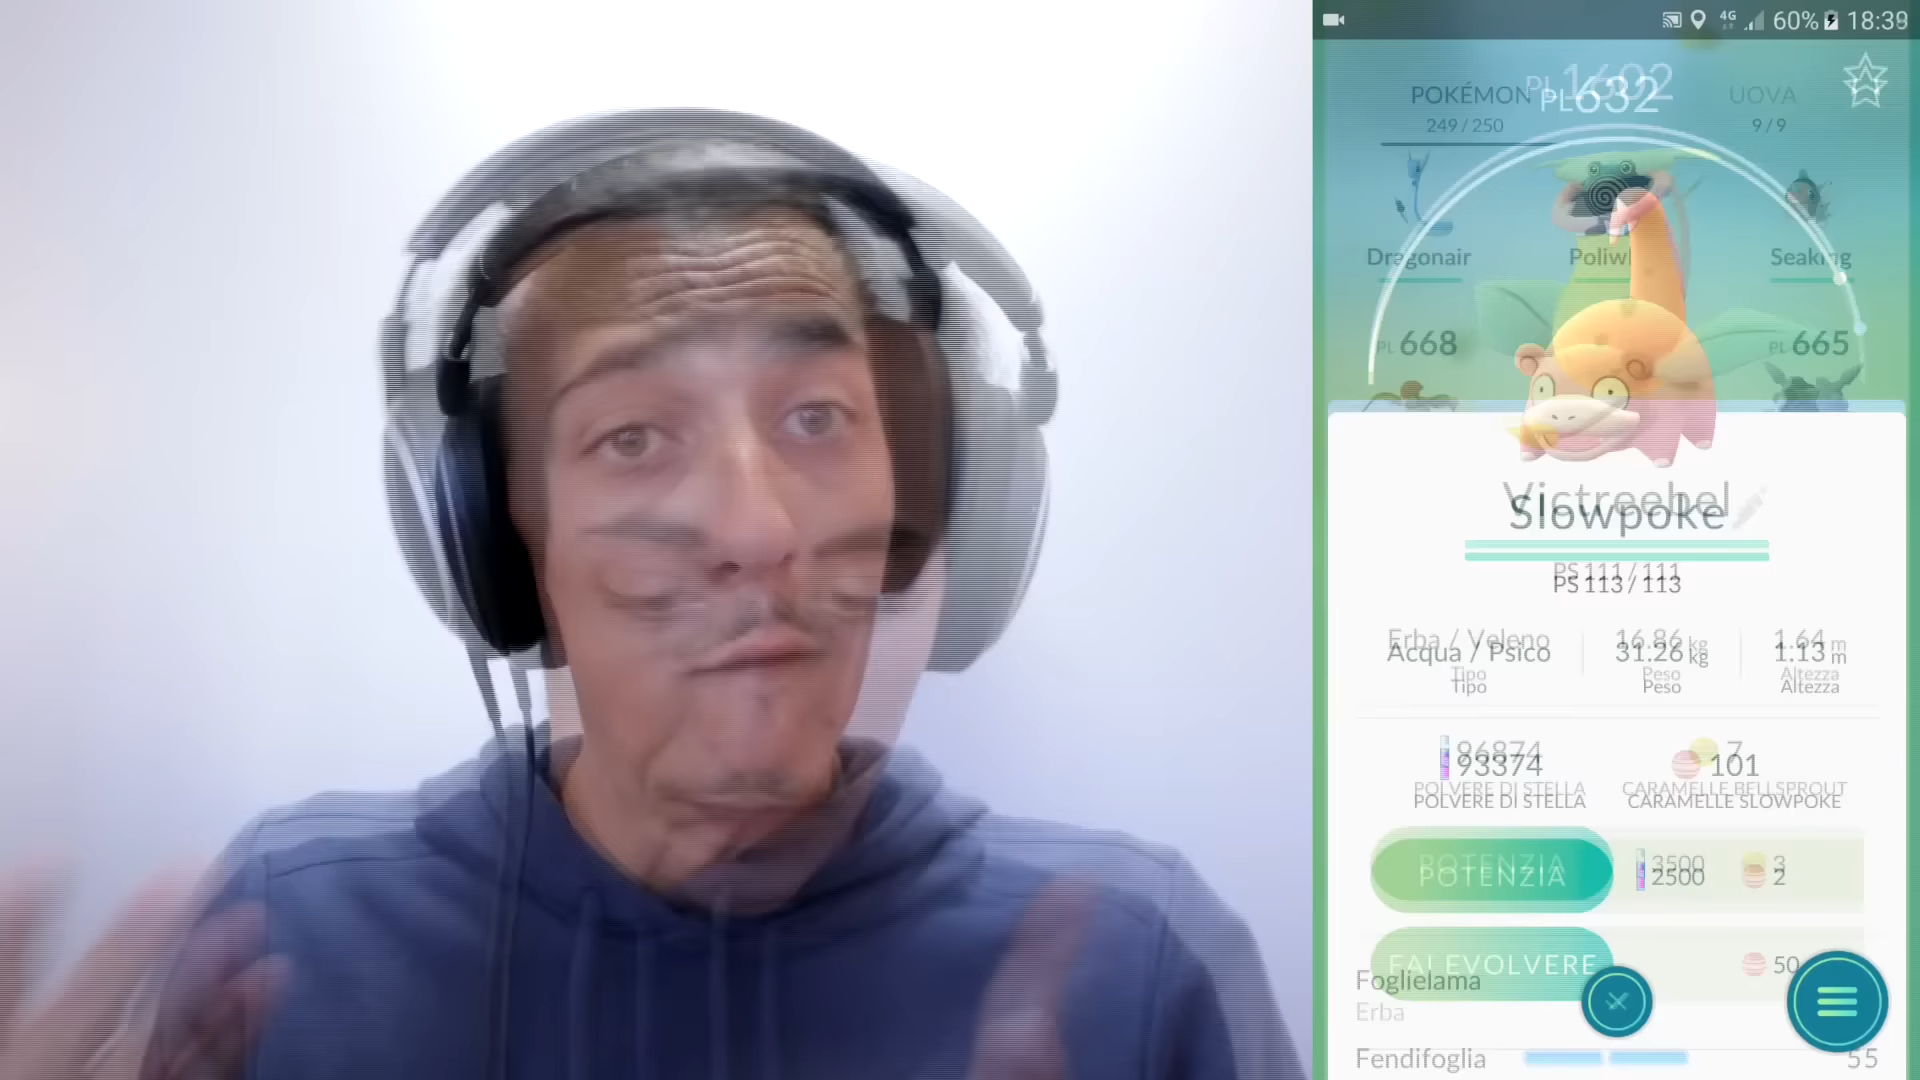 4G 60% 18:39
PL 1602
POKÉMON PL 632 UOVA
249 / 250 9 / 9
Dragonair Seaking
PL 668 PL 665
Victreebel
Slowpoke
PS 111 / 111
PS 113 / 113
Erba / Veleno 16.86 kg 1.64 m
Acqua / Psico 31.26 kg 1.13 m
Tipo Peso Altezza
Tipo Peso Altezza
96874 7
93374 101
POLVERE DI STELLA CARAMELLE BELLSPROUT
POLVERE DI STELLA CARAMELLE SLOWPOKE
POTENZIA 3500 3
POTENZIA 2500 2
FAI EVOLVERE 50
Foglielama
Erba
Fendifoglia 55